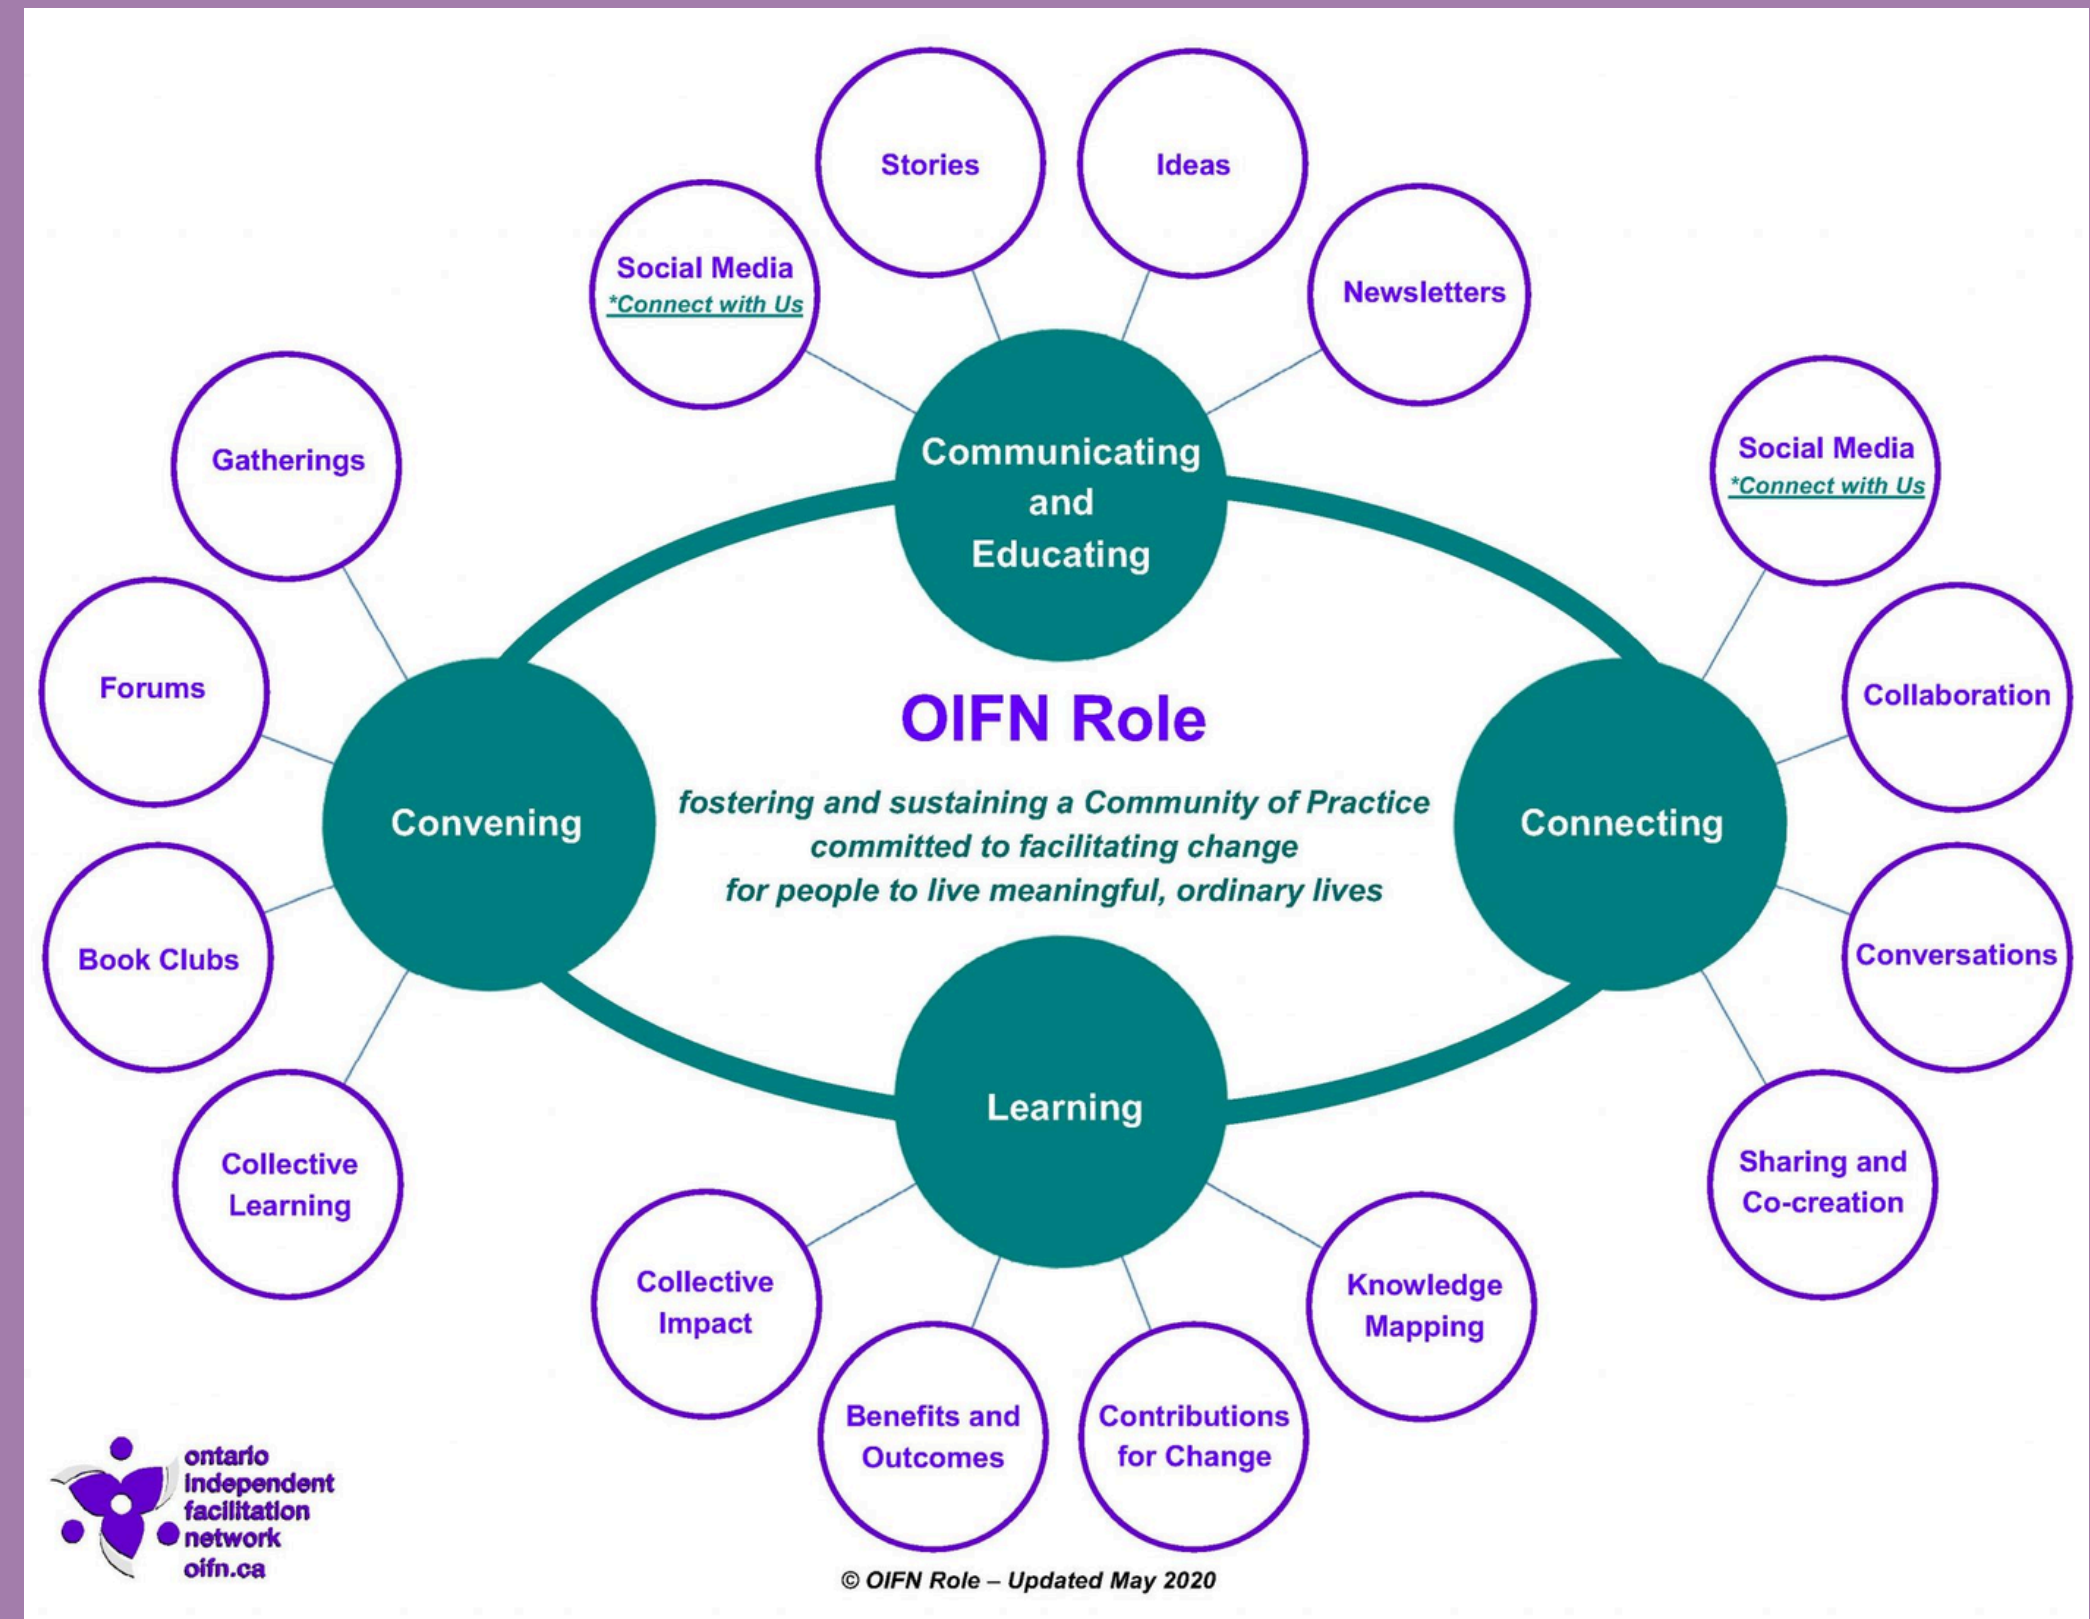 Stories
Ideas
Social Media
*Connect with Us
Newsletters
Communicating
and
Educating
Gatherings
Social Media
*Connect with Us
Forums
Collaboration
OIFN Role
Convening
fostering and sustaining a Community of Practice
committed to facilitating change
for people to live meaningful, ordinary lives
Connecting
Book Clubs
Conversations
Learning
Collective
Learning
Sharing and
Co-creation
Collective
Impact
Knowledge
Mapping
Benefits and
Outcomes
Contributions
for Change
ontario
independent
facilitation
network
oifn.ca
© OIFN Role – Updated May 2020